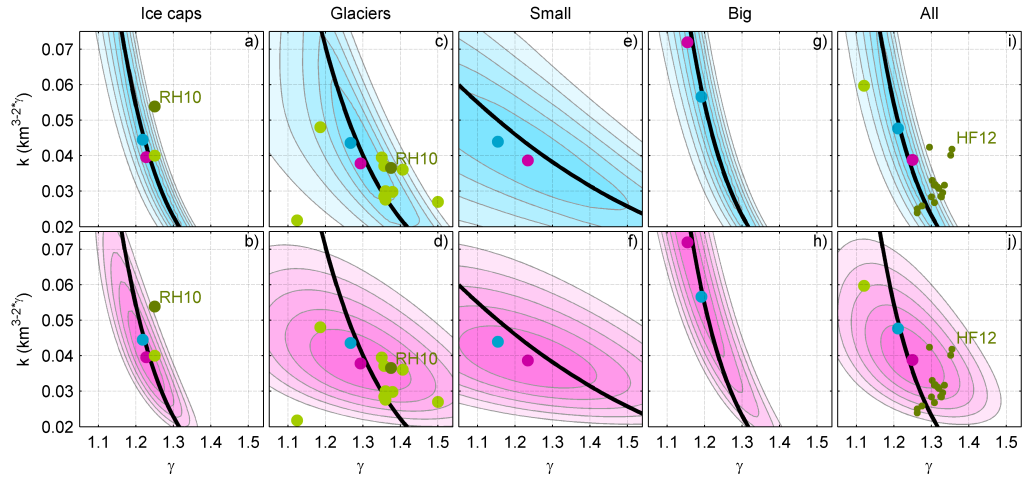 Ice caps Glaciers Small Big All
a) c) e) g) i)
0.07
0.06
0.05
0.04
0.03
0.02
k (km^3-2*γ)
RH10
RH10
HF12
b) d) f) h) j)
0.07
0.06
0.05
0.04
0.03
0.02
k (km^3-2*γ)
RH10
RH10
HF12
1.1 1.2 1.3 1.4 1.5 1.1 1.2 1.3 1.4 1.5 1.1 1.2 1.3 1.4 1.5 1.1 1.2 1.3 1.4 1.5 1.1 1.2 1.3 1.4 1.5
γ γ γ γ γ